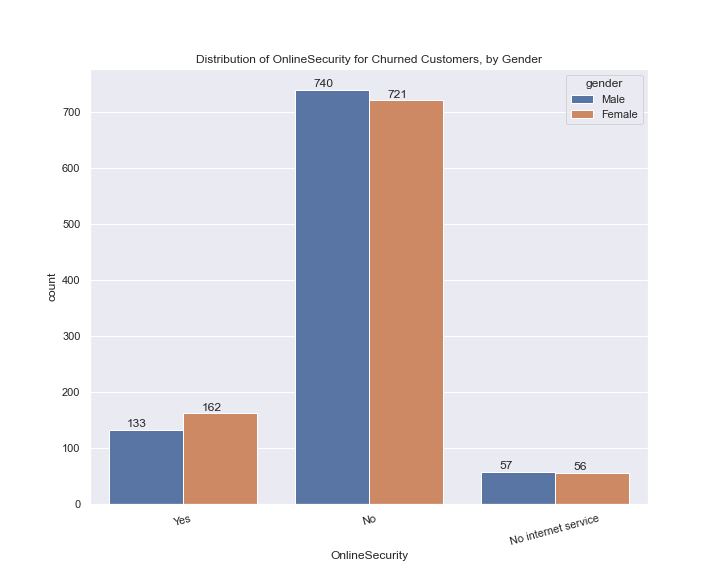 Distribution of OnlineSecurity for Churned Customers, by Gender
gender
Male
Female
740
721
700
600
500
400
300
200
100
0
count
133
162
57
56
Yes
No
No internet service
OnlineSecurity